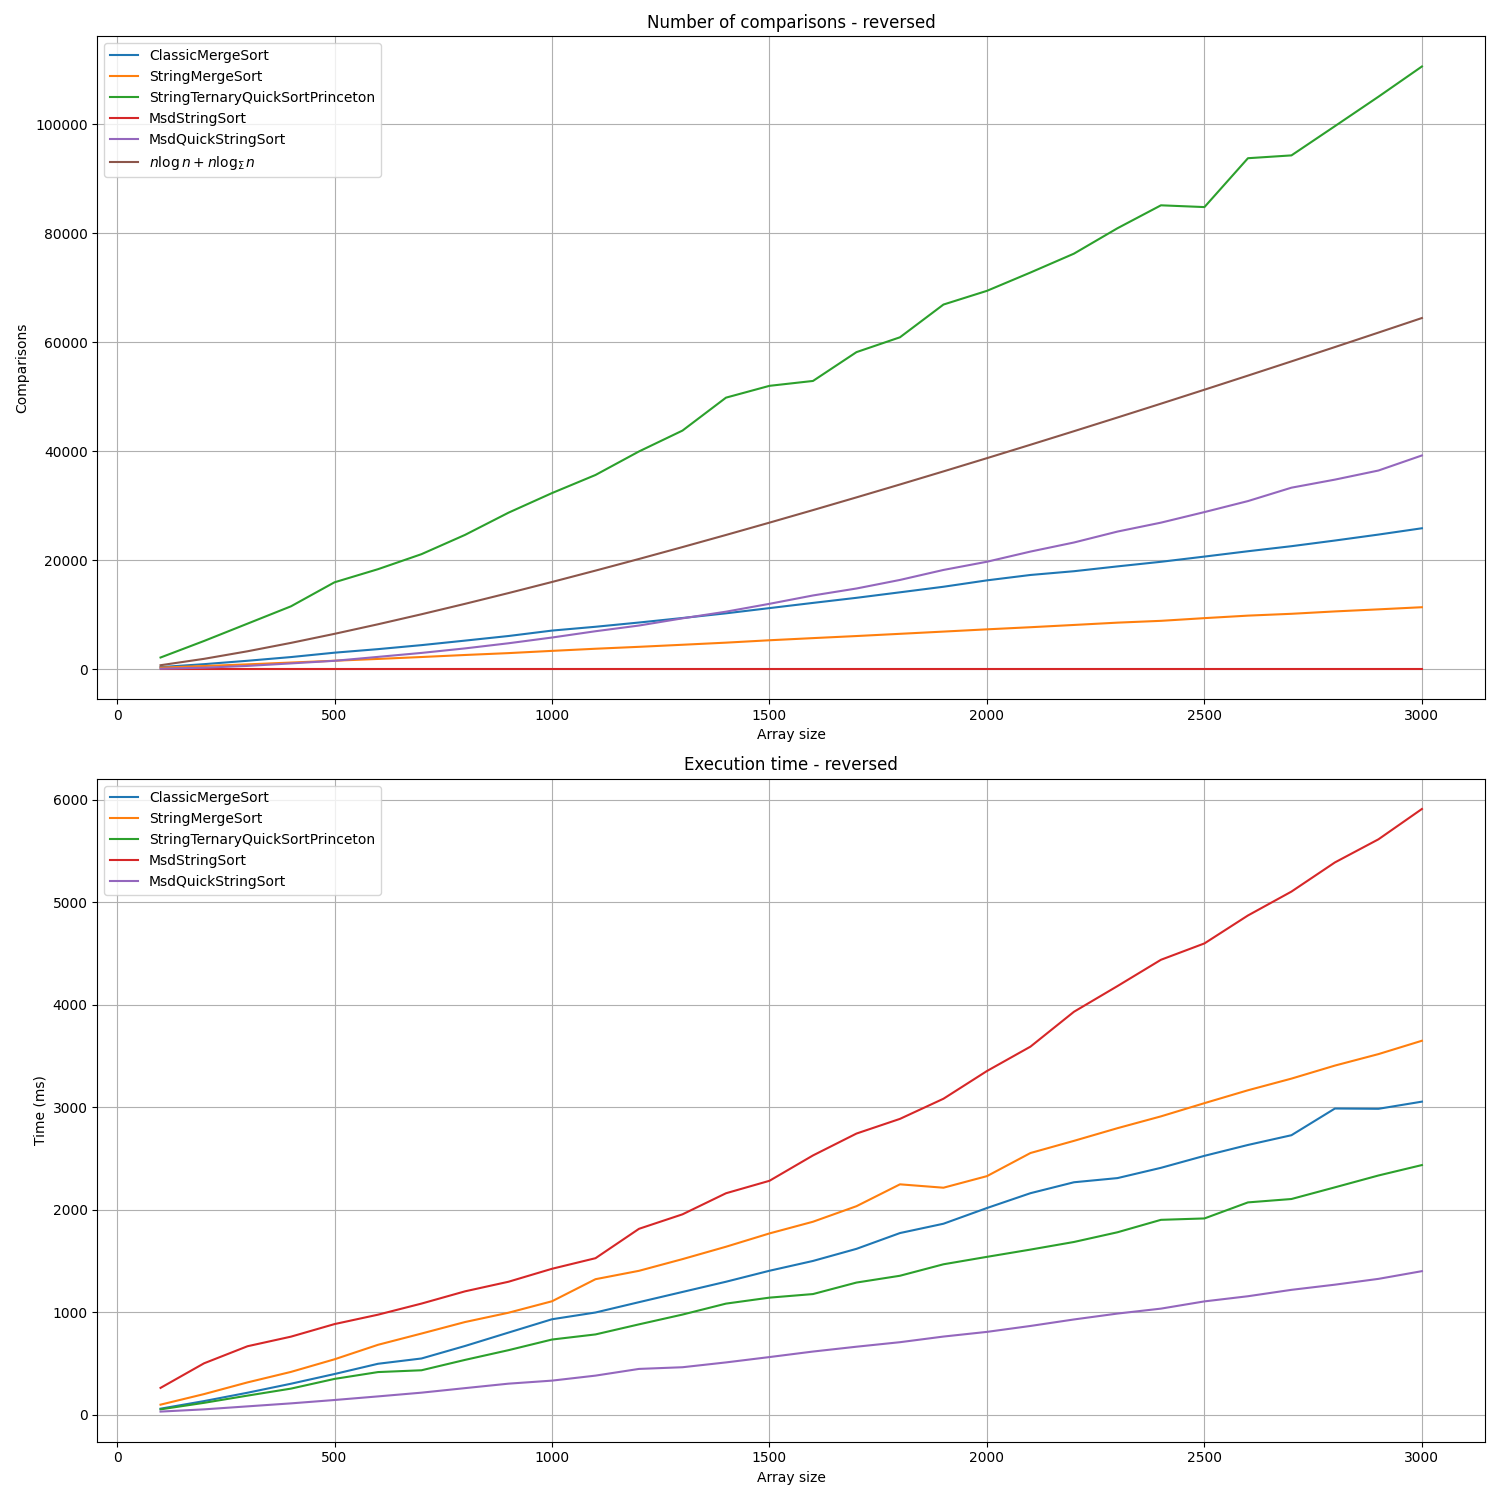 Number of comparisons - reversed
ClassicMergeSort
StringMergeSort
StringTernaryQuickSortPrinceton
MsdStringSort
MsdQuickStringSort
n log n + n log_Σ n
100000
80000
60000
40000
20000
0
Comparisons
0 500 1000 1500 2000 2500 3000
Array size
Execution time - reversed
ClassicMergeSort
StringMergeSort
StringTernaryQuickSortPrinceton
MsdStringSort
MsdQuickStringSort
6000
5000
4000
3000
2000
1000
0
Time (ms)
0 500 1000 1500 2000 2500 3000
Array size